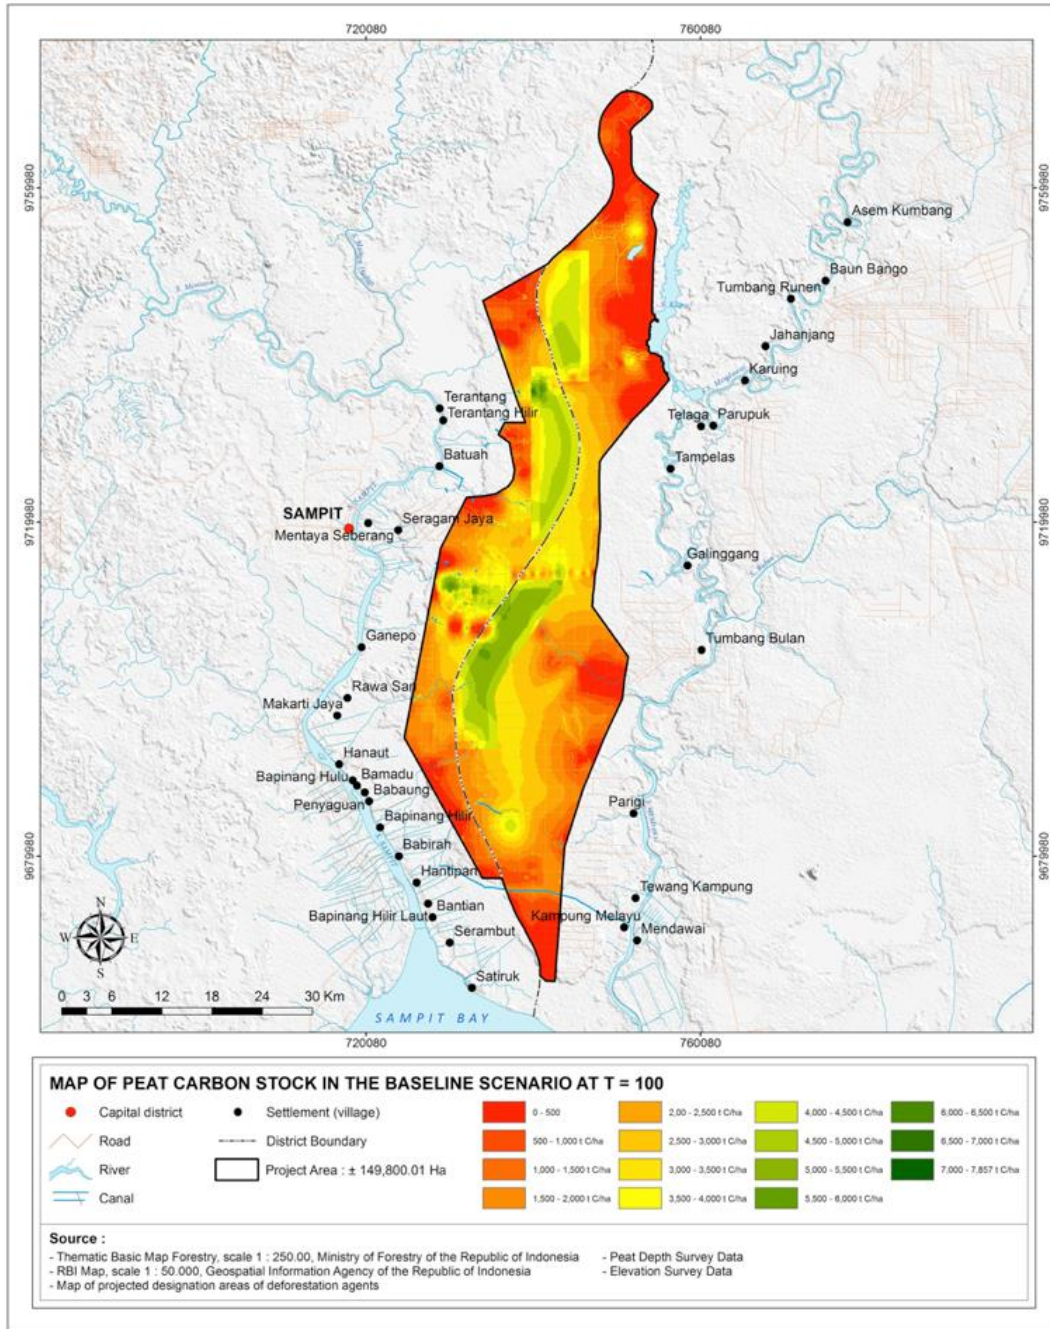 720080
760080
9759980
9759980
Asem Kumbang
Baun Bango
Tumbang Runen
Jahanjang
Karuing
Terantang
Terantang Hilir
Telaga
Parupuk
Batuah
Tampelas
SAMPIT
Seragam Jaya
Mentaya Seberang
9719980
9719980
Galinggang
Ganepo
Tumbang Bulan
Rawa Sari
Makarti Jaya
Hanaut
Bapinang Hulu
Bamadu
Babaung
Penyaguan
Parigi
Bapinang Hilir
Babirah
9679980
9679980
Hantipan
Tewang Kampung
Bantian
Bapinang Hilir Laut
Kampung Melayu
Serambut
Mendawai
N
W
E
S
Satiruk
0 3 6 12 18 24 30 Km
SAMPIT BAY
720080
760080
MAP OF PEAT CARBON STOCK IN THE BASELINE SCENARIO AT T = 100
Capital district
Settlement (village)
Road
District Boundary
River
Project Area : ± 149,800.01 Ha
Canal
0 - 500
500 - 1,000 t C/ha
1,000 - 1,500 t C/ha
1,500 - 2,000 t C/ha
2,00 - 2,500 t C/ha
2,500 - 3,000 t C/ha
3,000 - 3,500 t C/ha
3,500 - 4,000 t C/ha
4,000 - 4,500 t C/ha
4,500 - 5,000 t C/ha
5,000 - 5,500 t C/ha
5,500 - 6,000 t C/ha
6,000 - 6,500 t C/ha
6,500 - 7,000 t C/ha
7,000 - 7,857 t C/ha
Source :
- Thematic Basic Map Forestry, scale 1 : 250.00, Ministry of Forestry of the Republic of Indonesia
- RBI Map, scale 1 : 50.000, Geospatial Information Agency of the Republic of Indonesia
- Map of projected designation areas of deforestation agents
- Peat Depth Survey Data
- Elevation Survey Data